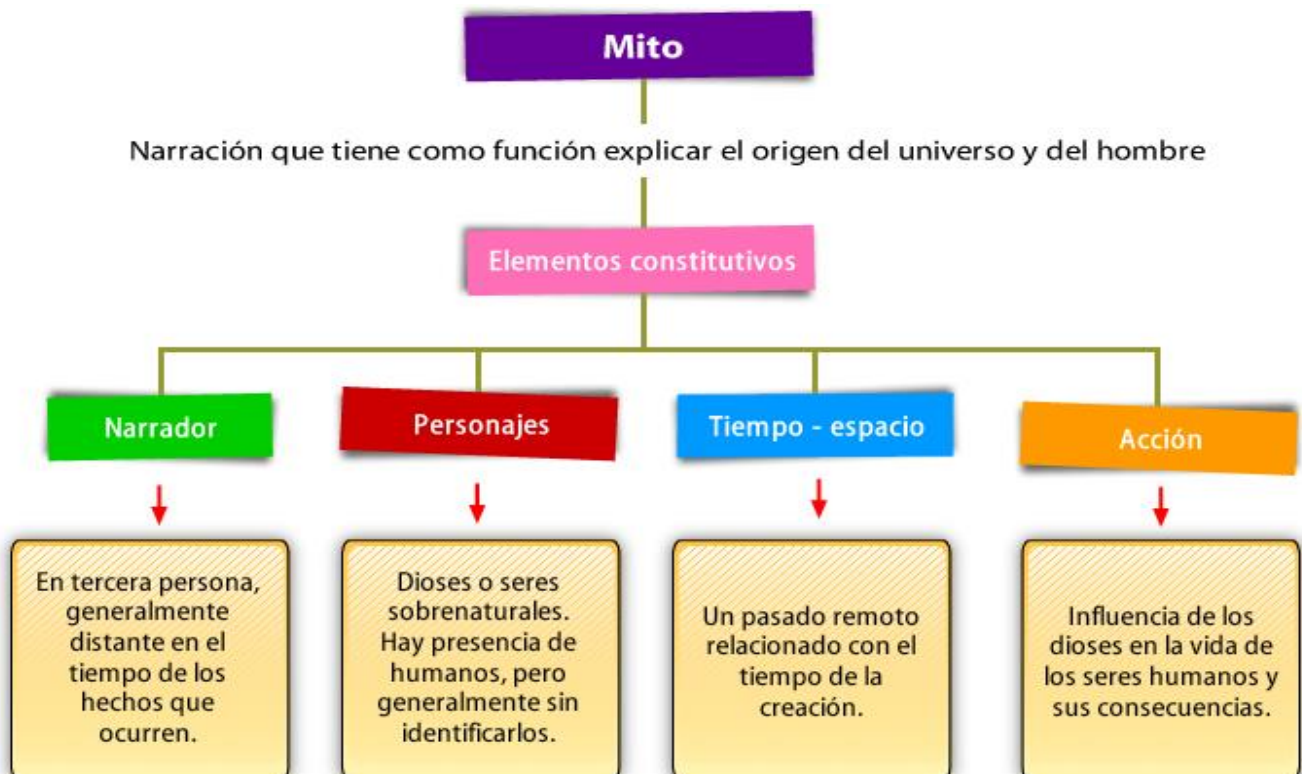 Mito
Narración que tiene como función explicar el origen del universo y del hombre
Elementos constitutivos
Narrador
En tercera persona,
generalmente
distante en el
tiempo de los
hechos que
ocurren.
Personajes
Dioses o seres
sobrenaturales.
Hay presencia de
humanos, pero
generalmente sin
identificarlos.
Tiempo - espacio
Un pasado remoto
relacionado con el
tiempo de la
creación.
Acción
Influencia de los
dioses en la vida de
los seres humanos y
sus consecuencias.